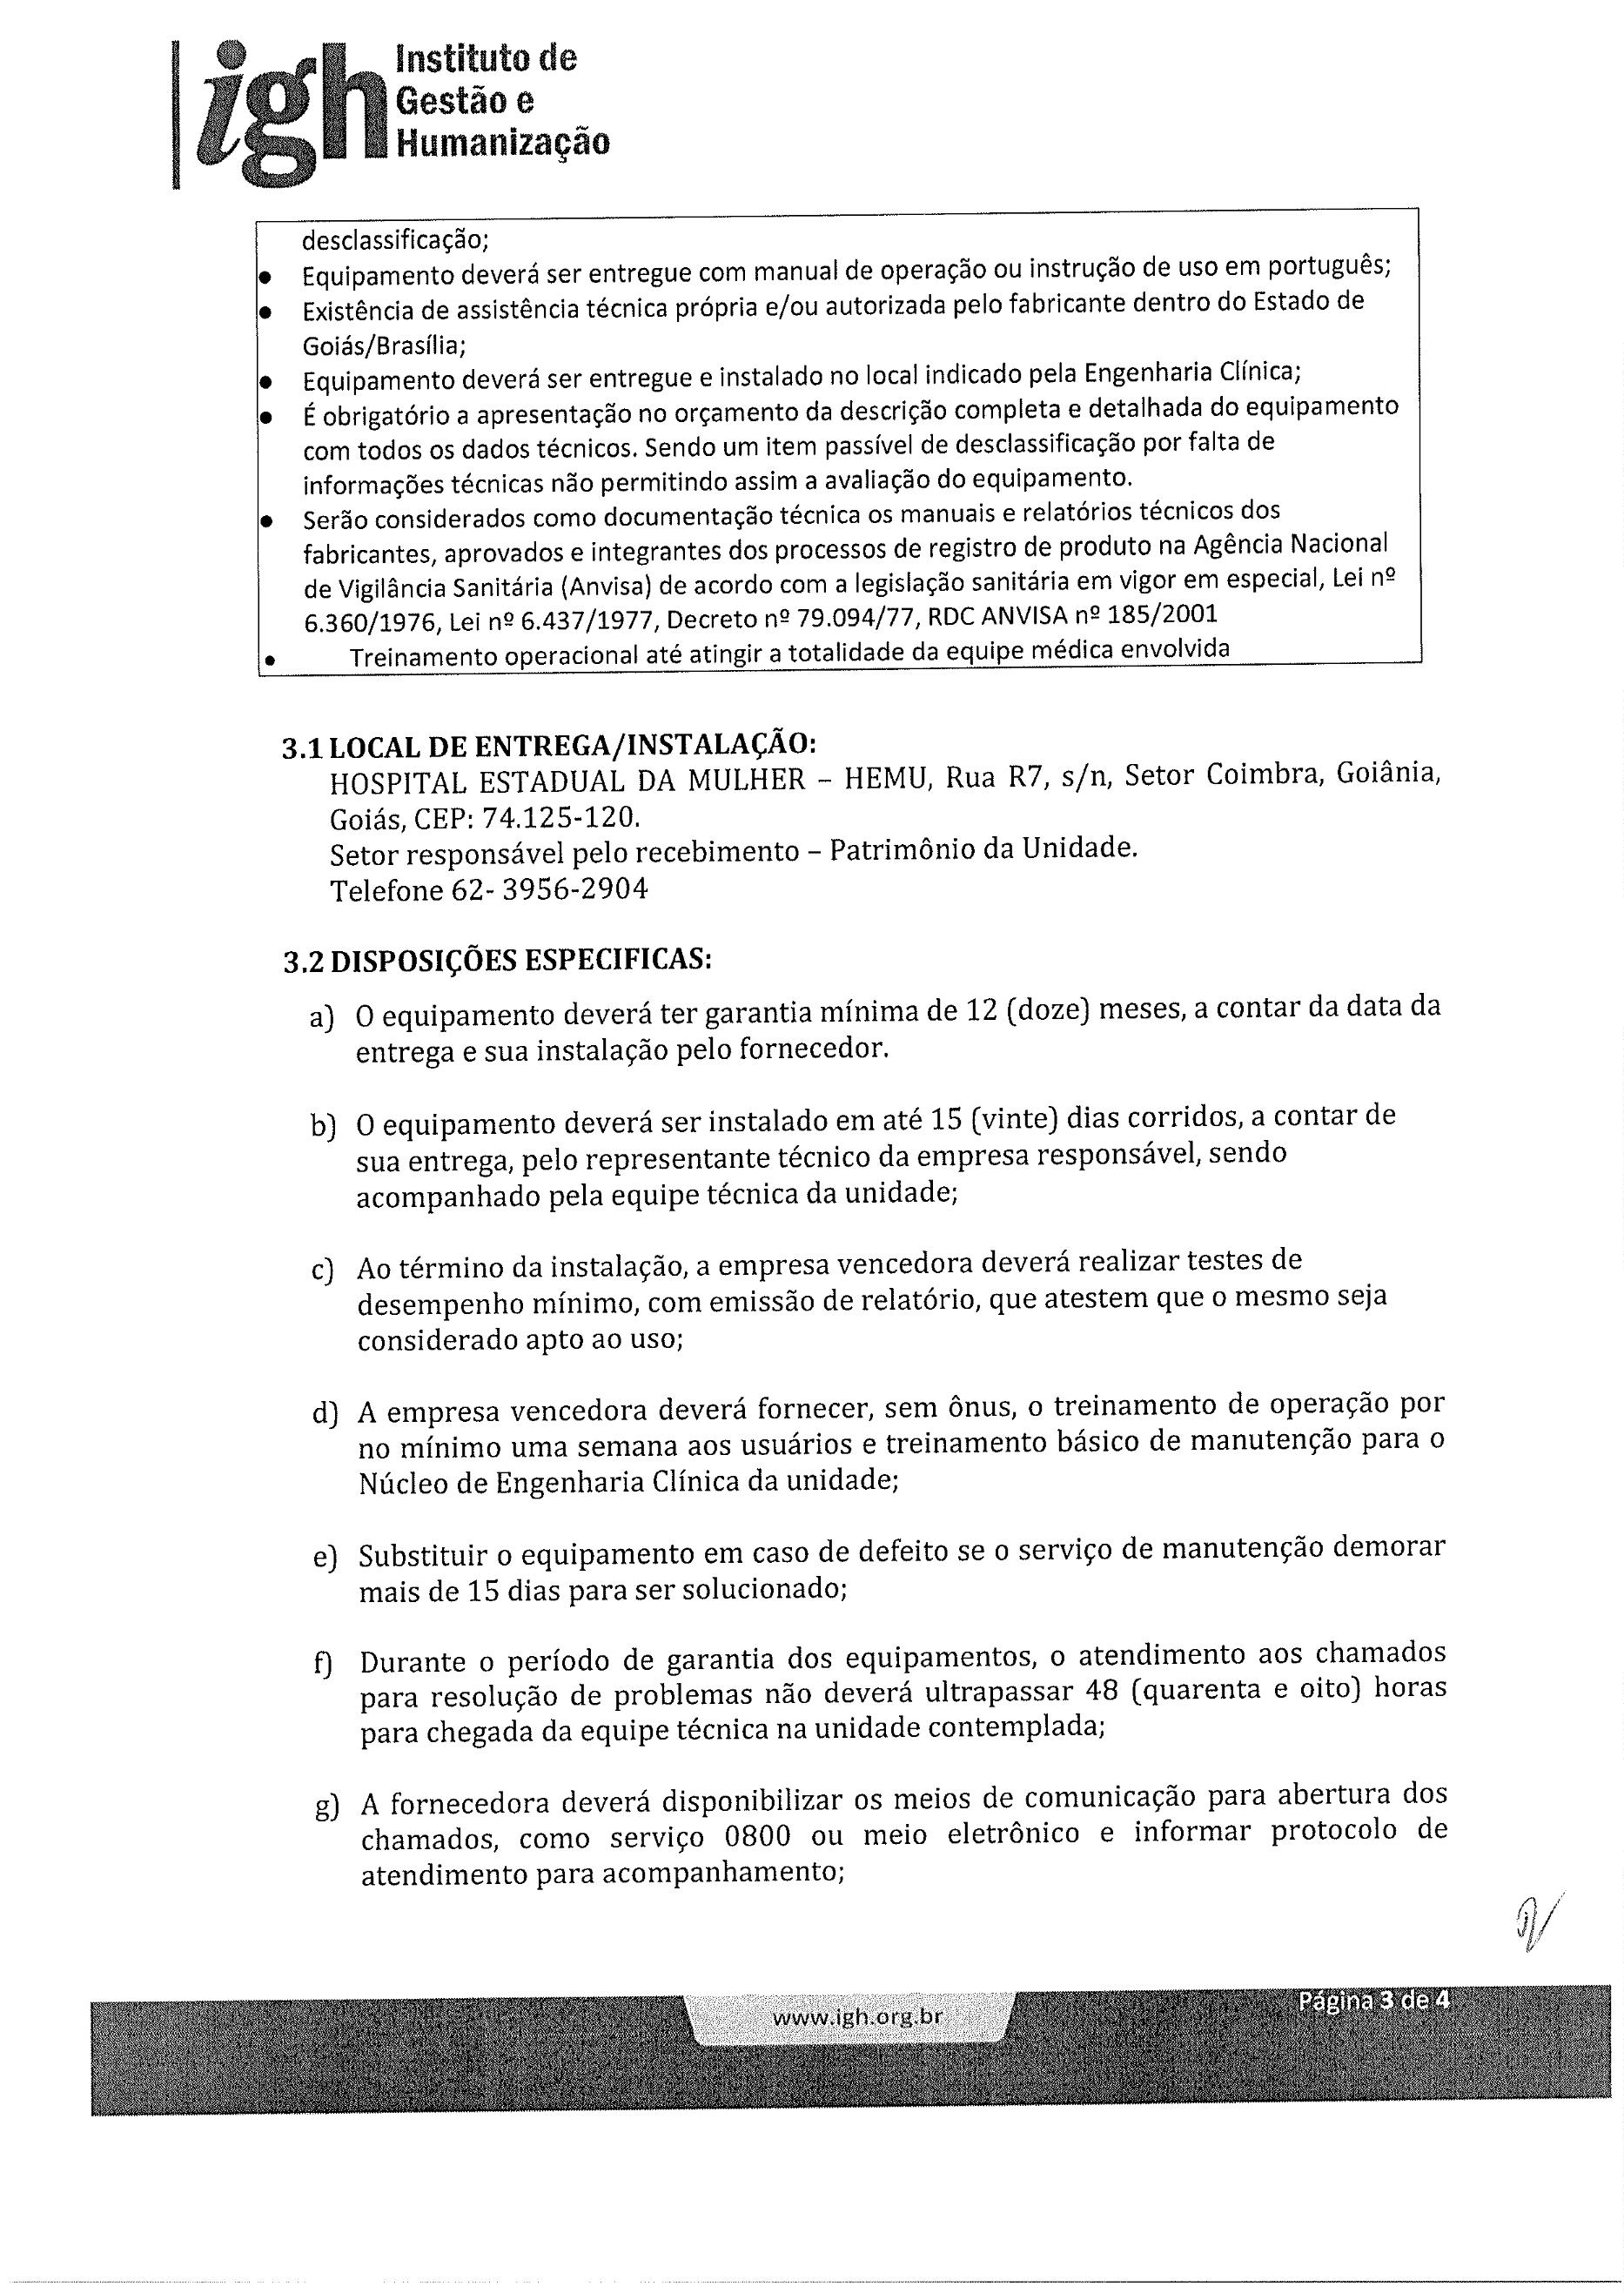 igh
Instituto de
Gestão e
Humanização
desclassificação;
• Equipamento deverá ser entregue com manual de operação ou instrução de uso em português;
• Existência de assistência técnica própria e/ou autorizada pelo fabricante dentro do Estado de
Goiás/Brasília;
• Equipamento deverá ser entregue e instalado no local indicado pela Engenharia Clínica;
• É obrigatório a apresentação no orçamento da descrição completa e detalhada do equipamento
com todos os dados técnicos. Sendo um item passível de desclassificação por falta de
informações técnicas não permitindo assim a avaliação do equipamento.
• Serão considerados como documentação técnica os manuais e relatórios técnicos dos
fabricantes, aprovados e integrantes dos processos de registro de produto na Agência Nacional
de Vigilância Sanitária (Anvisa) de acordo com a legislação sanitária em vigor em especial, Lei nº
6.360/1976, Lei nº 6.437/1977, Decreto nº 79.094/77, RDC ANVISA nº 185/2001
• Treinamento operacional até atingir a totalidade da equipe médica envolvida
3.1 LOCAL DE ENTREGA/INSTALAÇÃO:
HOSPITAL ESTADUAL DA MULHER – HEMU, Rua R7, s/n, Setor Coimbra, Goiânia,
Goiás, CEP: 74.125-120.
Setor responsável pelo recebimento – Patrimônio da Unidade.
Telefone 62- 3956-2904
3.2 DISPOSIÇÕES ESPECIFICAS:
a) O equipamento deverá ter garantia mínima de 12 (doze) meses, a contar da data da
entrega e sua instalação pelo fornecedor.
b) O equipamento deverá ser instalado em até 15 (vinte) dias corridos, a contar de
sua entrega, pelo representante técnico da empresa responsável, sendo
acompanhado pela equipe técnica da unidade;
c) Ao término da instalação, a empresa vencedora deverá realizar testes de
desempenho mínimo, com emissão de relatório, que atestem que o mesmo seja
considerado apto ao uso;
d) A empresa vencedora deverá fornecer, sem ônus, o treinamento de operação por
no mínimo uma semana aos usuários e treinamento básico de manutenção para o
Núcleo de Engenharia Clínica da unidade;
e) Substituir o equipamento em caso de defeito se o serviço de manutenção demorar
mais de 15 dias para ser solucionado;
f) Durante o período de garantia dos equipamentos, o atendimento aos chamados
para resolução de problemas não deverá ultrapassar 48 (quarenta e oito) horas
para chegada da equipe técnica na unidade contemplada;
g) A fornecedora deverá disponibilizar os meios de comunicação para abertura dos
chamados, como serviço 0800 ou meio eletrônico e informar protocolo de
atendimento para acompanhamento;
www.igh.org.br
Página 3 de 4